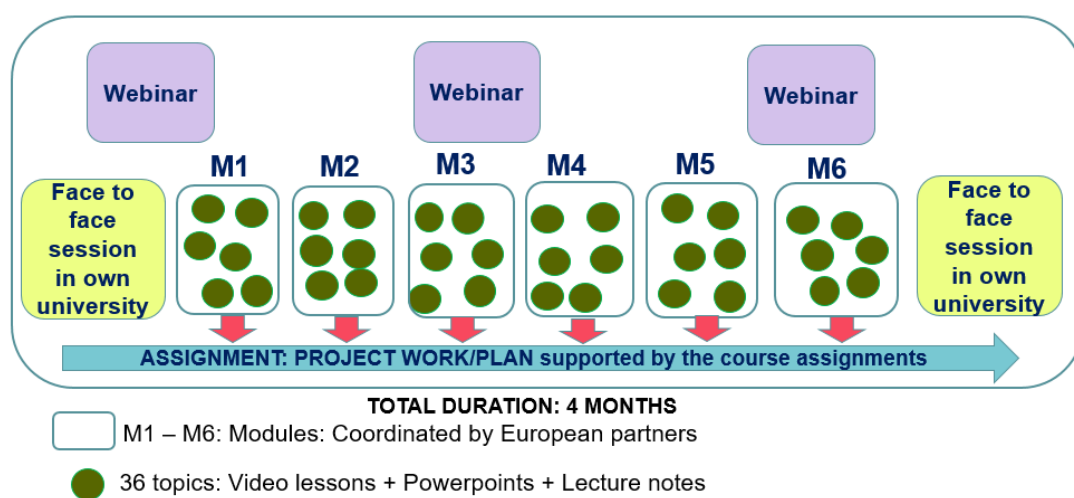 Webinar
Webinar
Webinar
M1
M2
M3
M4
M5
M6
Face to
face
session
in own
university
Face to
face
session
in own
university
ASSIGNMENT: PROJECT WORK/PLAN supported by the course assignments
TOTAL DURATION: 4 MONTHS
M1 – M6: Modules: Coordinated by European partners
36 topics: Video lessons + Powerpoints + Lecture notes